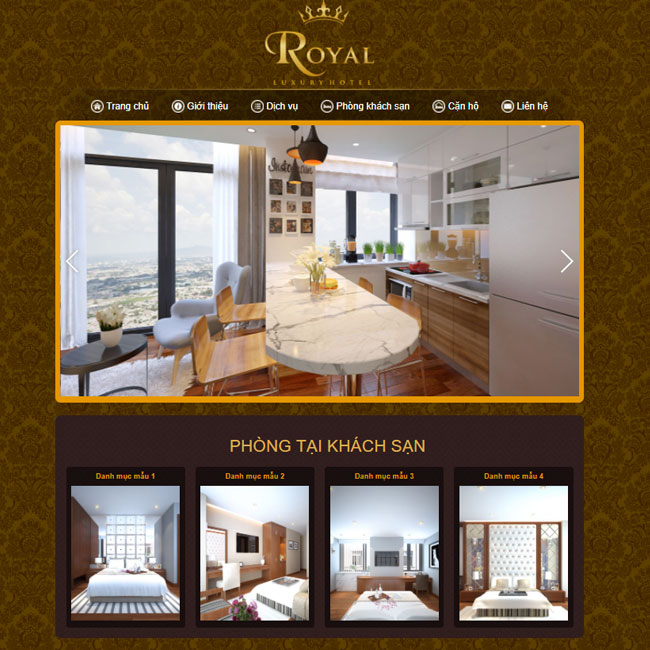 ROYAL
LUXURY HOTEL
Trang chủ
Giới thiệu
Dịch vụ
Phòng khách sạn
Cặn hộ
Liên hệ
PHÒNG TẠI KHÁCH SẠN
Danh mục mẫu 1
Danh mục mẫu 2
Danh mục mẫu 3
Danh mục mẫu 4